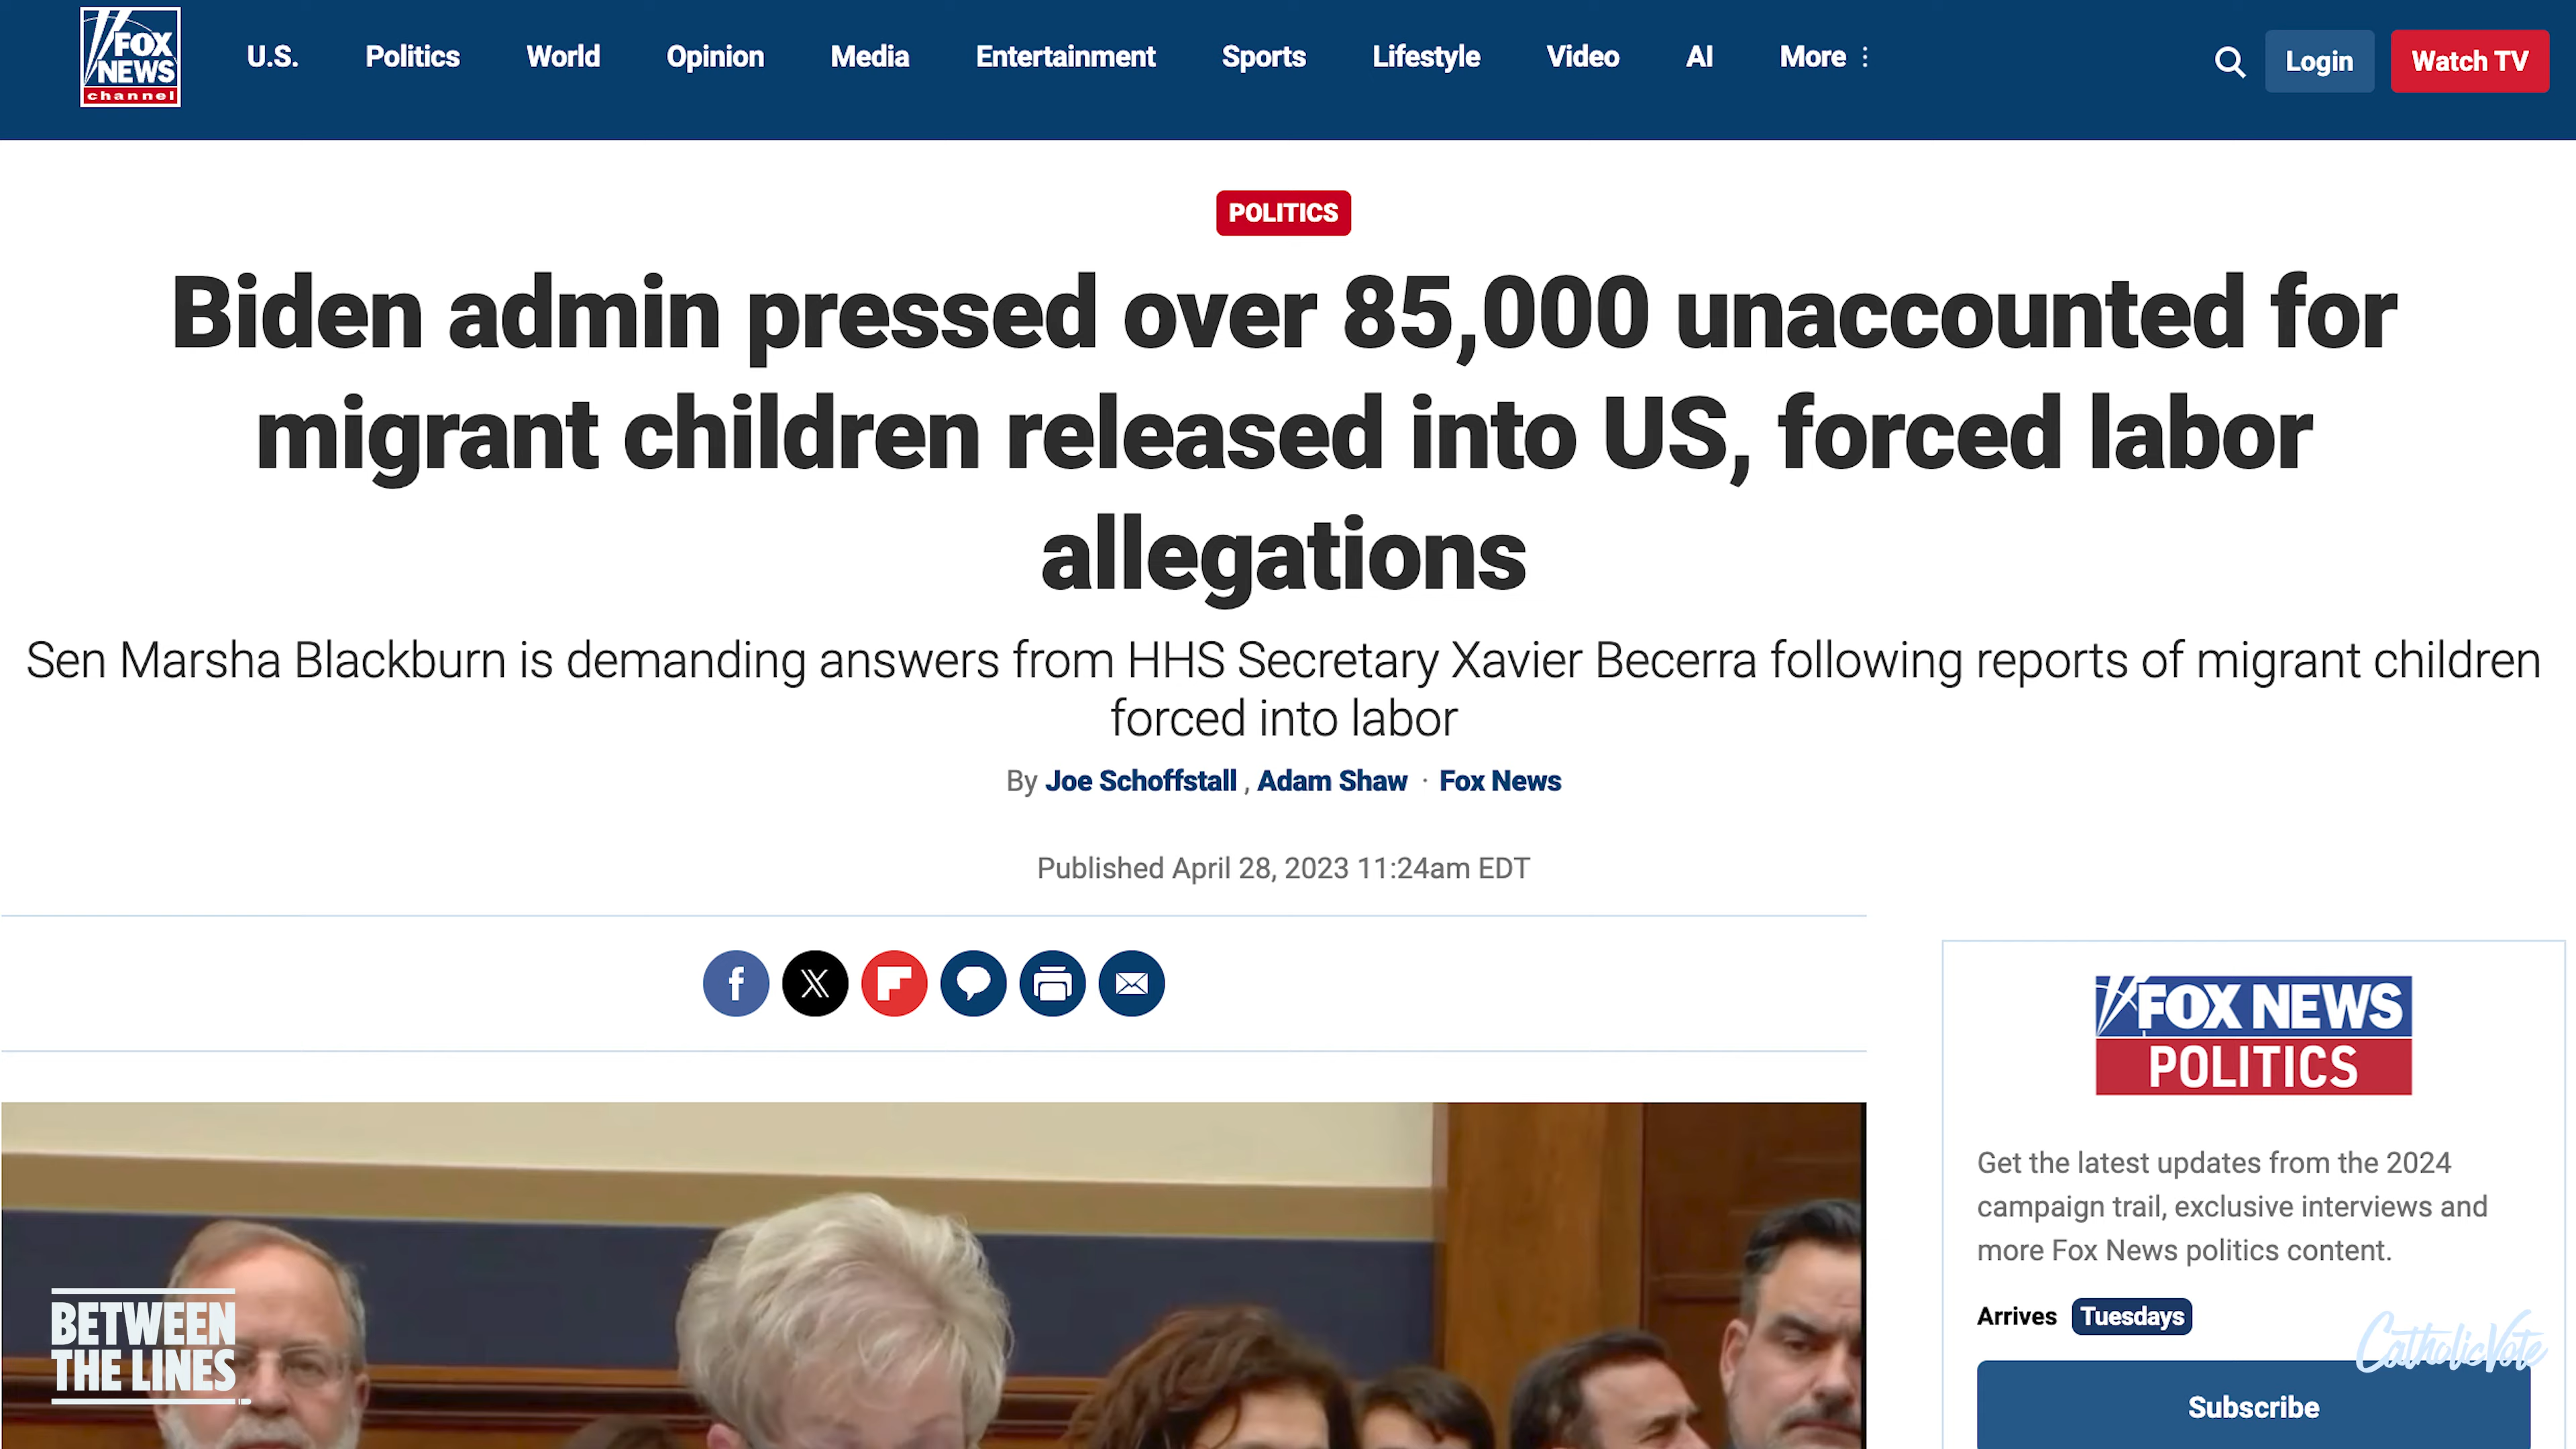 FOX
NEWS
channel
U.S. Politics World Opinion Media Entertainment Sports Lifestyle Video AI More
Login
Watch TV
POLITICS
Biden admin pressed over 85,000 unaccounted for
migrant children released into US, forced labor
allegations
Sen Marsha Blackburn is demanding answers from HHS Secretary Xavier Becerra following reports of migrant children
forced into labor
By Joe Schoffstall , Adam Shaw · Fox News
Published April 28, 2023 11:24am EDT
FOX NEWS
POLITICS
Get the latest updates from the 2024
campaign trail, exclusive interviews and
more Fox News politics content.
Arrives Tuesdays
Subscribe
BETWEEN
THE LINES
CatholicVote